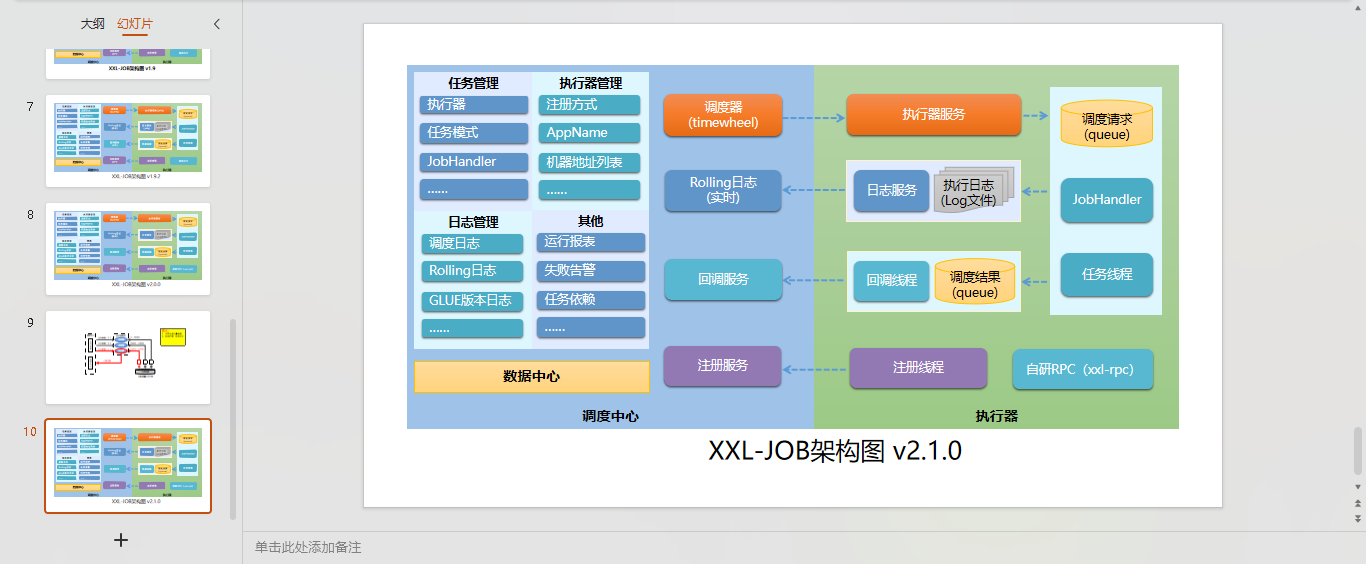 大纲
幻灯片
XXL-JOB架构图 v1.9
7
XXL-JOB架构图 v1.9.2
8
XXL-JOB架构图 v2.0.0
9
10
XXL-JOB架构图 v2.1.0
任务管理
执行器
任务模式
JobHandler
......
执行器管理
注册方式
AppName
机器地址列表
......
日志管理
调度日志
Rolling日志
GLUE版本日志
......
其他
运行报表
失败告警
任务依赖
......
数据中心
调度中心
调度器
(timewheel)
Rolling日志
(实时)
回调服务
注册服务
执行器服务
日志服务
执行日志
(Log文件)
回调线程
调度结果
(queue)
注册线程
调度请求
(queue)
JobHandler
任务线程
自研RPC（xxl-rpc）
执行器
XXL-JOB架构图 v2.1.0
单击此处添加备注